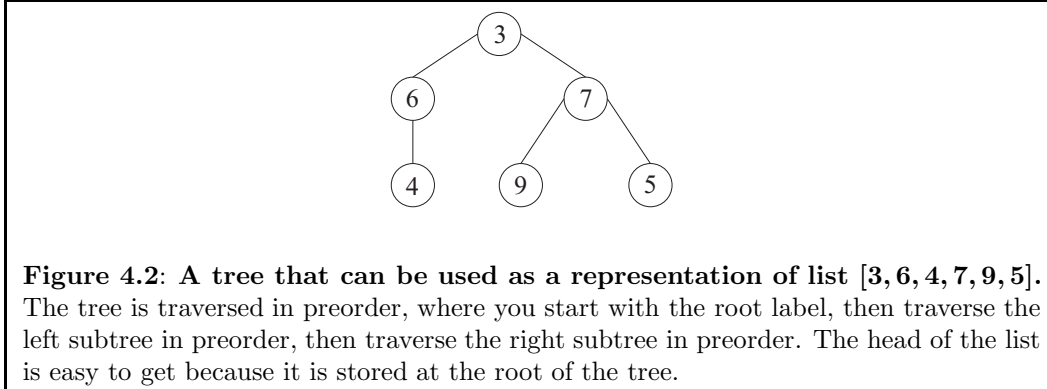 3
6 7
4 9 5
Figure 4.2: A tree that can be used as a representation of list [3, 6, 4, 7, 9, 5].
The tree is traversed in preorder, where you start with the root label, then traverse the
left subtree in preorder, then traverse the right subtree in preorder. The head of the list
is easy to get because it is stored at the root of the tree.